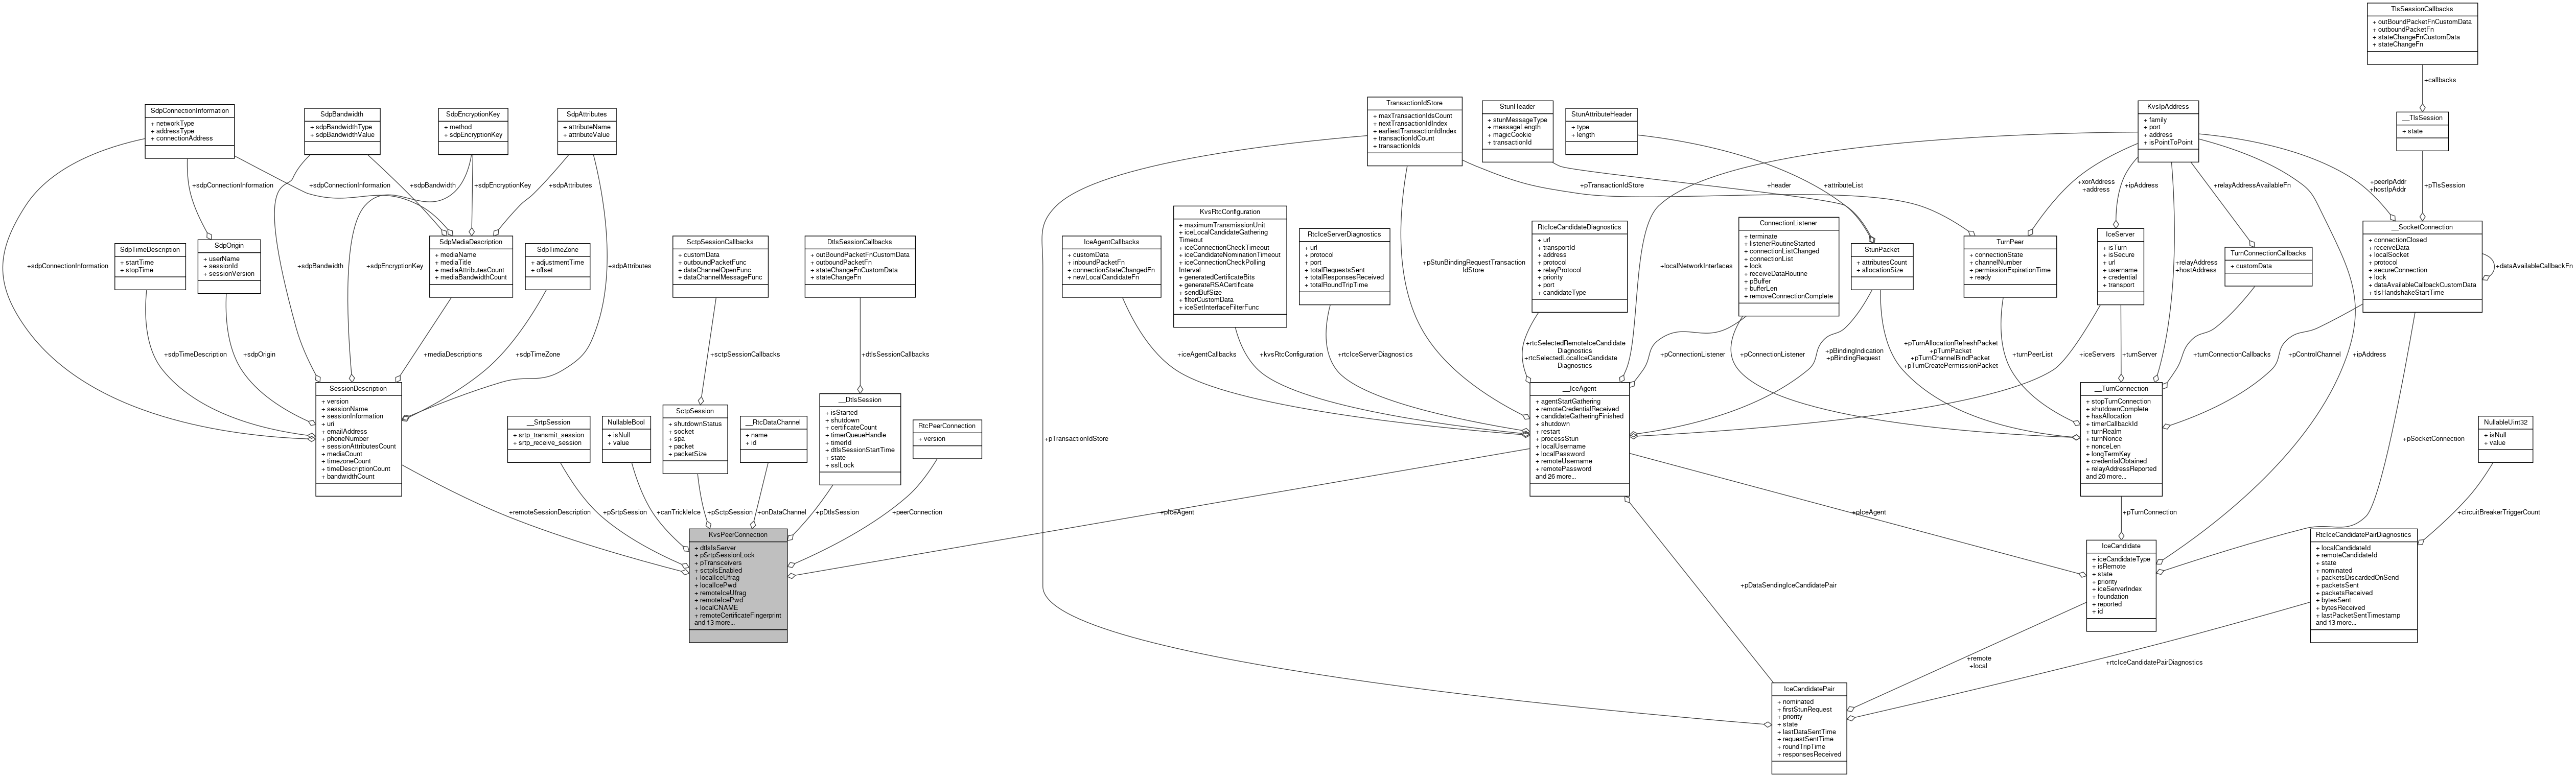 TlsSessionCallbacks
+ outBoundPacketFnCustomData
+ outboundPacketFn
+ stateChangeFnCustomData
+ stateChangeFn
+callbacks
SdpConnectionInformation
+ networkType
+ addressType
+ connectionAddress
SdpBandwidth
+ sdpBandwidthType
+ sdpBandwidthValue
SdpEncryptionKey
+ method
+ sdpEncryptionKey
SdpAttributes
+ attributeName
+ attributeValue
TransactionIdStore
+ maxTransactionIdsCount
+ nextTransactionIdIndex
+ earliestTransactionIdIndex
+ transactionIdCount
+ transactionIds
StunHeader
+ stunMessageType
+ messageLength
+ magicCookie
+ transactionId
StunAttributeHeader
+ type
+ length
KvsIpAddress
+ family
+ port
+ address
+ isPointToPoint
__TlsSession
+ state
+sdpConnectionInformation
+sdpConnectionInformation
+sdpBandwidth
+sdpEncryptionKey
+sdpAttributes
+pTransactionIdStore
+header
+attributeList
+xorAddress
+address
+ipAddress
+relayAddressAvailableFn
+peerIpAddr
+hostIpAddr
+pTlsSession
SdpTimeDescription
+ startTime
+ stopTime
SdpOrigin
+ userName
+ sessionId
+ sessionVersion
SdpMediaDescription
+ mediaName
+ mediaTitle
+ mediaAttributesCount
+ mediaBandwidthCount
SdpTimeZone
+ adjustmentTime
+ offset
SctpSessionCallbacks
+ customData
+ outboundPacketFunc
+ dataChannelOpenFunc
+ dataChannelMessageFunc
DtlsSessionCallbacks
+ outBoundPacketFnCustomData
+ outboundPacketFn
+ stateChangeFnCustomData
+ stateChangeFn
IceAgentCallbacks
+ customData
+ inboundPacketFn
+ connectionStateChangedFn
+ newLocalCandidateFn
KvsRtcConfiguration
+ maximumTransmissionUnit
+ iceLocalCandidateGathering
Timeout
+ iceConnectionCheckTimeout
+ iceCandidateNominationTimeout
+ iceConnectionCheckPolling
Interval
+ generatedCertificateBits
+ generateRSACertificate
+ sendBufSize
+ filterCustomData
+ iceSetInterfaceFilterFunc
RtcIceServerDiagnostics
+ url
+ protocol
+ port
+ totalRequestsSent
+ totalResponsesReceived
+ totalRoundTripTime
+pStunBindingRequestTransaction
IdStore
RtcIceCandidateDiagnostics
+ url
+ transportId
+ address
+ protocol
+ relayProtocol
+ priority
+ port
+ candidateType
+localNetworkInterfaces
ConnectionListener
+ terminate
+ listenerRoutineStarted
+ connectionListChanged
+ connectionList
+ lock
+ receiveDataRoutine
+ pBuffer
+ bufferLen
+ removeConnectionComplete
StunPacket
+ attributesCount
+ allocationSize
TurnPeer
+ connectionState
+ channelNumber
+ permissionExpirationTime
+ ready
IceServer
+ isTurn
+ isSecure
+ url
+ username
+ credential
+ transport
+relayAddress
+hostAddress
TurnConnectionCallbacks
+ customData
__SocketConnection
+ connectionClosed
+ receiveData
+ localSocket
+ protocol
+ secureConnection
+ lock
+ dataAvailableCallbackCustomData
+ tlsHandshakeStartTime
+dataAvailableCallbackFn
+sdpConnectionInformation
+sdpBandwidth
+sdpEncryptionKey
+sdpAttributes
+sdpTimeDescription
+sdpOrigin
+mediaDescriptions
+sdpTimeZone
+sctpSessionCallbacks
+dtlsSessionCallbacks
+iceAgentCallbacks
+kvsRtcConfiguration
+rtcIceServerDiagnostics
+rtcSelectedRemoteIceCandidate
Diagnostics
+rtcSelectedLocalIceCandidate
Diagnostics
+pConnectionListener
+pConnectionListener
+pBindingIndication
+pBindingRequest
+pTurnAllocationRefreshPacket
+pTurnPacket
+pTurnChannelBindPacket
+pTurnCreatePermissionPacket
+turnPeerList
+iceServers
+turnServer
+turnConnectionCallbacks
+pControlChannel
+ipAddress
SessionDescription
+ version
+ sessionName
+ sessionInformation
+ uri
+ emailAddress
+ phoneNumber
+ sessionAttributesCount
+ mediaCount
+ timezoneCount
+ timeDescriptionCount
+ bandwidthCount
__SrtpSession
+ srtp_transmit_session
+ srtp_receive_session
NullableBool
+ isNull
+ value
SctpSession
+ shutdownStatus
+ socket
+ spa
+ packet
+ packetSize
__RtcDataChannel
+ name
+ id
__DtlsSession
+ isStarted
+ shutdown
+ certificateCount
+ timerQueueHandle
+ timerId
+ dtlsSessionStartTime
+ state
+ sslLock
RtcPeerConnection
+ version
+pTransactionIdStore
__IceAgent
+ agentStartGathering
+ remoteCredentialReceived
+ candidateGatheringFinished
+ shutdown
+ restart
+ processStun
+ localUsername
+ localPassword
+ remoteUsername
+ remotePassword
and 26 more...
__TurnConnection
+ stopTurnConnection
+ shutdownComplete
+ hasAllocation
+ timerCallbackId
+ turnRealm
+ turnNonce
+ nonceLen
+ longTermKey
+ credentialObtained
+ relayAddressReported
and 20 more...
+pSocketConnection
NullableUint32
+ isNull
+ value
+remoteSessionDescription
+pSrtpSession
+canTrickleIce
+pSctpSession
+onDataChannel
+pDtlsSession
+peerConnection
+pIceAgent
+pIceAgent
+pTurnConnection
+circuitBreakerTriggerCount
KvsPeerConnection
+ dtlsIsServer
+ pSrtpSessionLock
+ pTransceivers
+ sctpIsEnabled
+ localIceUfrag
+ localIcePwd
+ remoteIceUfrag
+ remoteIcePwd
+ localCNAME
+ remoteCertificateFingerprint
and 13 more...
+pDataSendingIceCandidatePair
IceCandidate
+ iceCandidateType
+ isRemote
+ state
+ priority
+ iceServerIndex
+ foundation
+ reported
+ id
RtcIceCandidatePairDiagnostics
+ localCandidateId
+ remoteCandidateId
+ state
+ nominated
+ packetsDiscardedOnSend
+ packetsSent
+ packetsReceived
+ bytesSent
+ bytesReceived
+ lastPacketSentTimestamp
and 13 more...
+remote
+local
+rtcIceCandidatePairDiagnostics
IceCandidatePair
+ nominated
+ firstStunRequest
+ priority
+ state
+ lastDataSentTime
+ requestSentTime
+ roundTripTime
+ responsesReceived